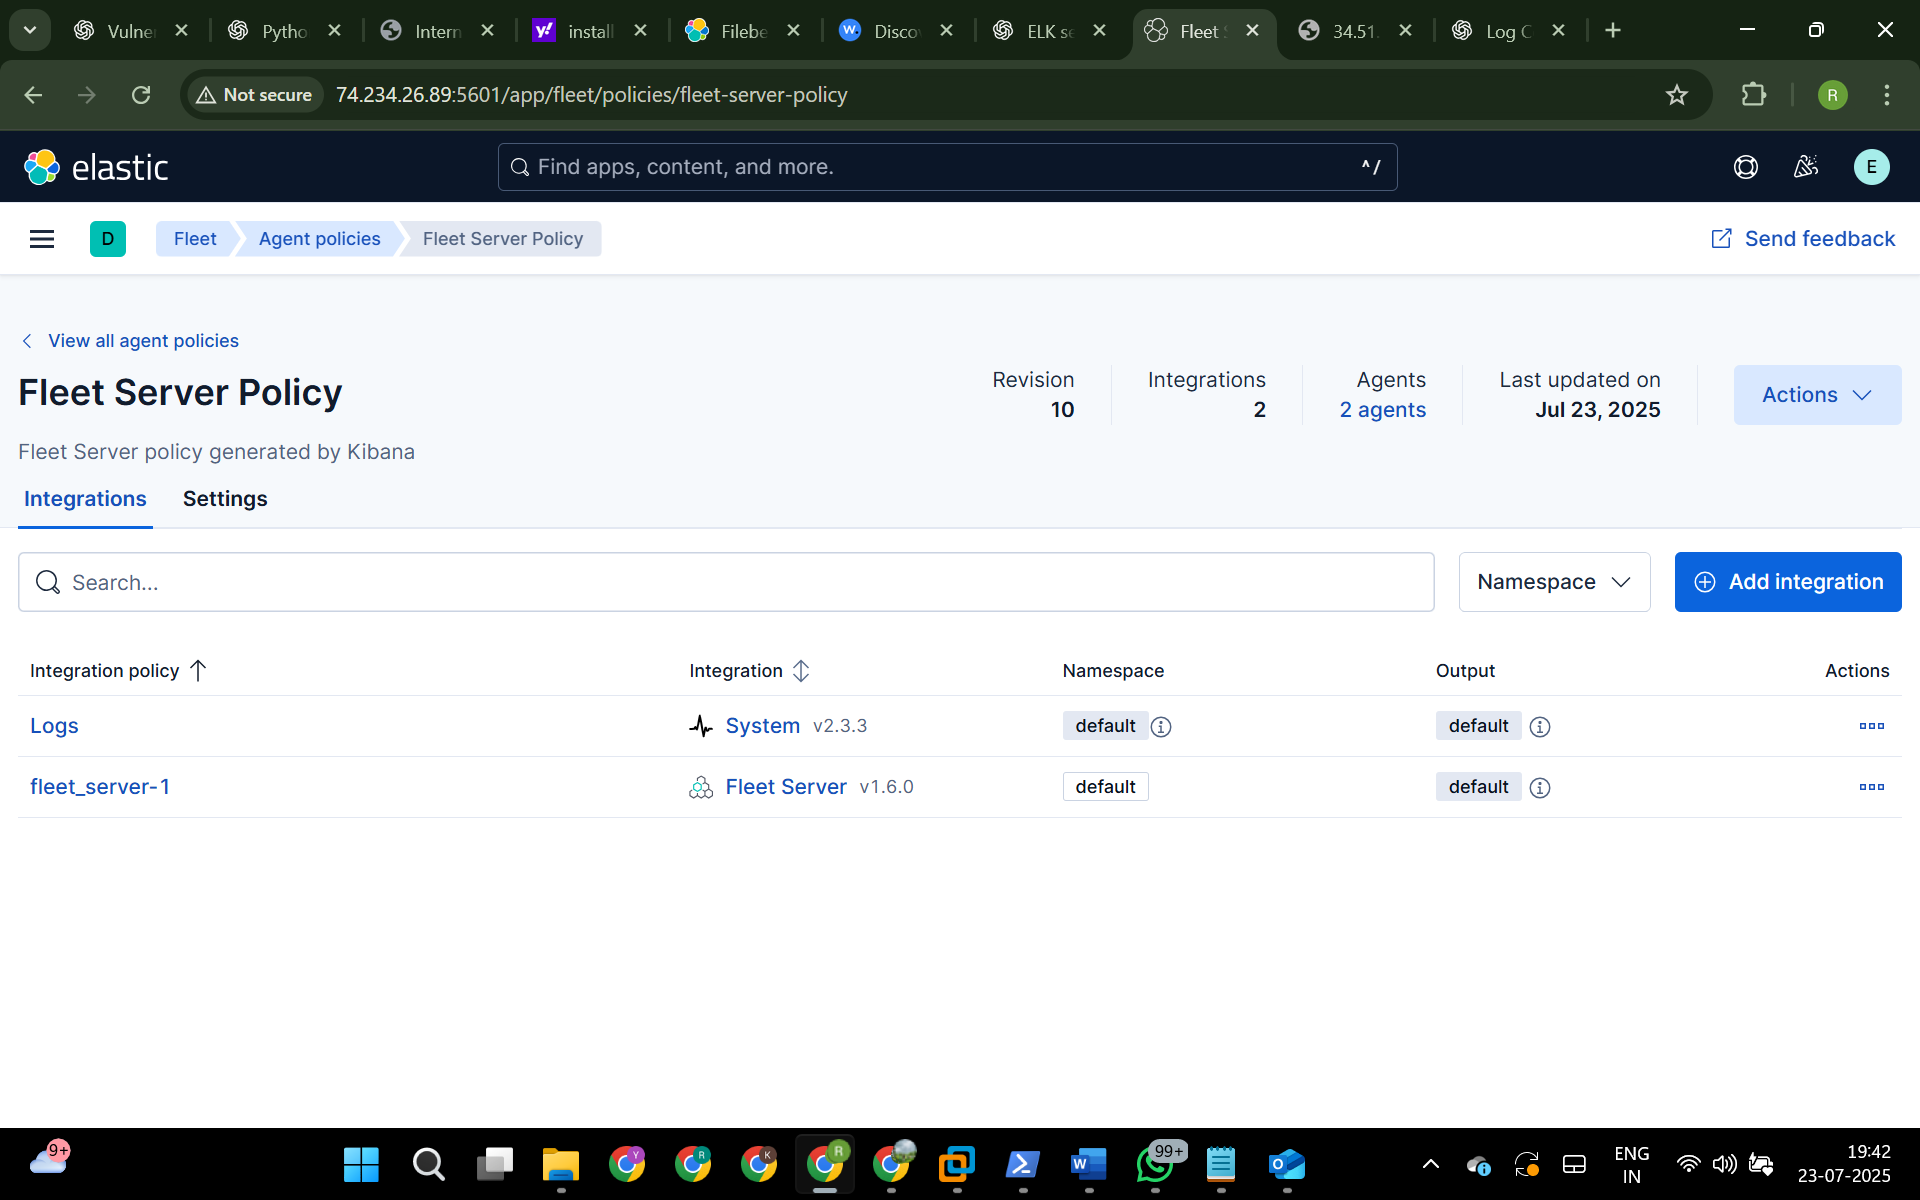 Vulner
Pytho
Intern
install
Filebe
Discov
ELK se
Fleet S
34.51.
Log C
Not secure
74.234.26.89:5601/app/fleet/policies/fleet-server-policy
R
elastic
Find apps, content, and more.
^ /
E
D
Fleet
Agent policies
Fleet Server Policy
Send feedback
View all agent policies
Fleet Server Policy
Revision
10
Integrations
2
Agents
2 agents
Last updated on
Jul 23, 2025
Actions
Fleet Server policy generated by Kibana
Integrations
Settings
Search...
Namespace
Add integration
Integration policy
Integration
Namespace
Output
Actions
Logs
System v2.3.3
default
default
fleet_server-1
Fleet Server v1.6.0
default
default
9+
Y
R
K
R
W
99+
O
ENG
IN
19:42
23-07-2025